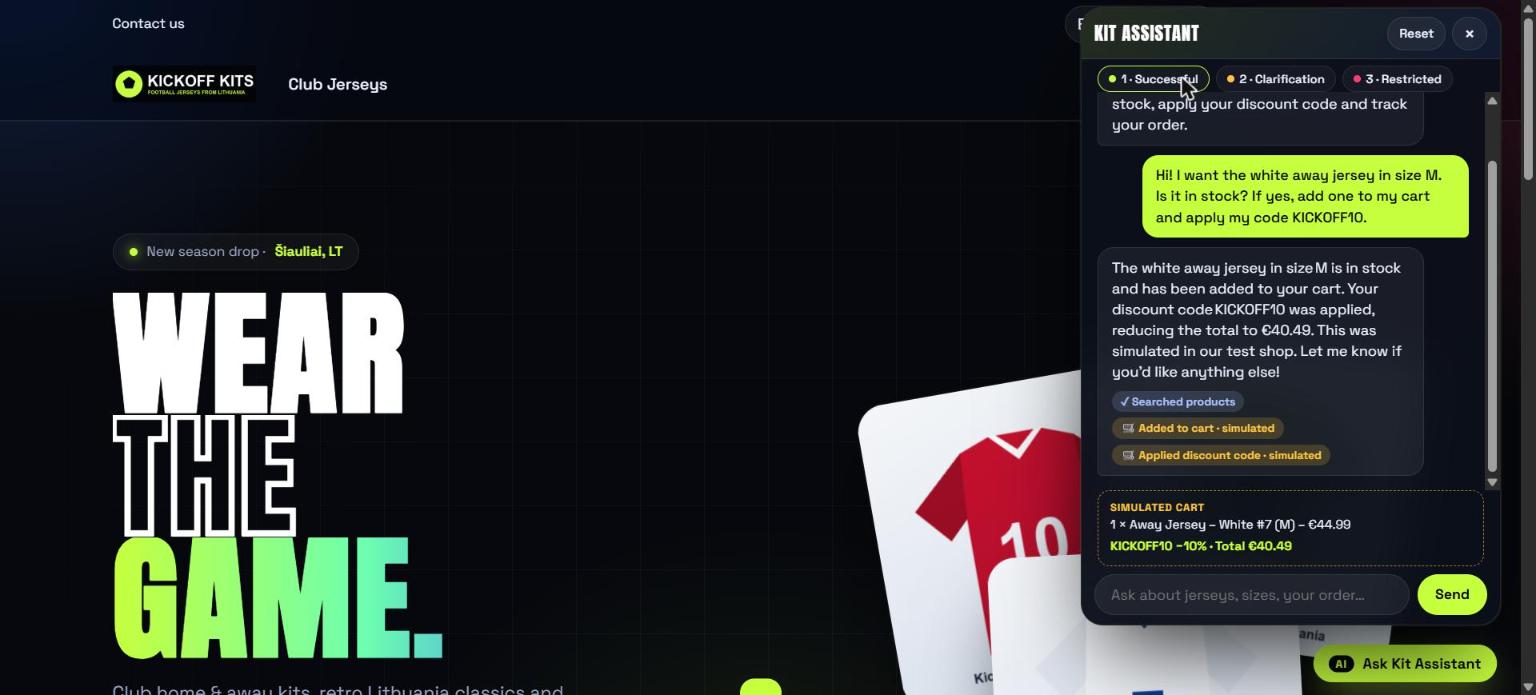 Contact us
KICKOFF KITS
FOOTBALL JERSEYS FROM LITHUANIA
Club Jerseys
New season drop · Šiauliai, LT
WEAR
THE
GAME.
Club home & away kits, retro Lithuania classics and
10
KIT ASSISTANT
Reset
×
1 · Successful
2 · Clarification
3 · Restricted
stock, apply your discount code and track
your order.
Hi! I want the white away jersey in size M.
Is it in stock? If yes, add one to my cart
and apply my code KICKOFF10.
The white away jersey in size M is in stock
and has been added to your cart. Your
discount code KICKOFF10 was applied,
reducing the total to €40.49. This was
simulated in our test shop. Let me know if
you'd like anything else!
✓ Searched products
🛒 Added to cart · simulated
🛒 Applied discount code · simulated
SIMULATED CART
1 × Away Jersey – White #7 (M) – €44.99
KICKOFF10 −10% · Total €40.49
Ask about jerseys, sizes, your order…
Send
AI Ask Kit Assistant